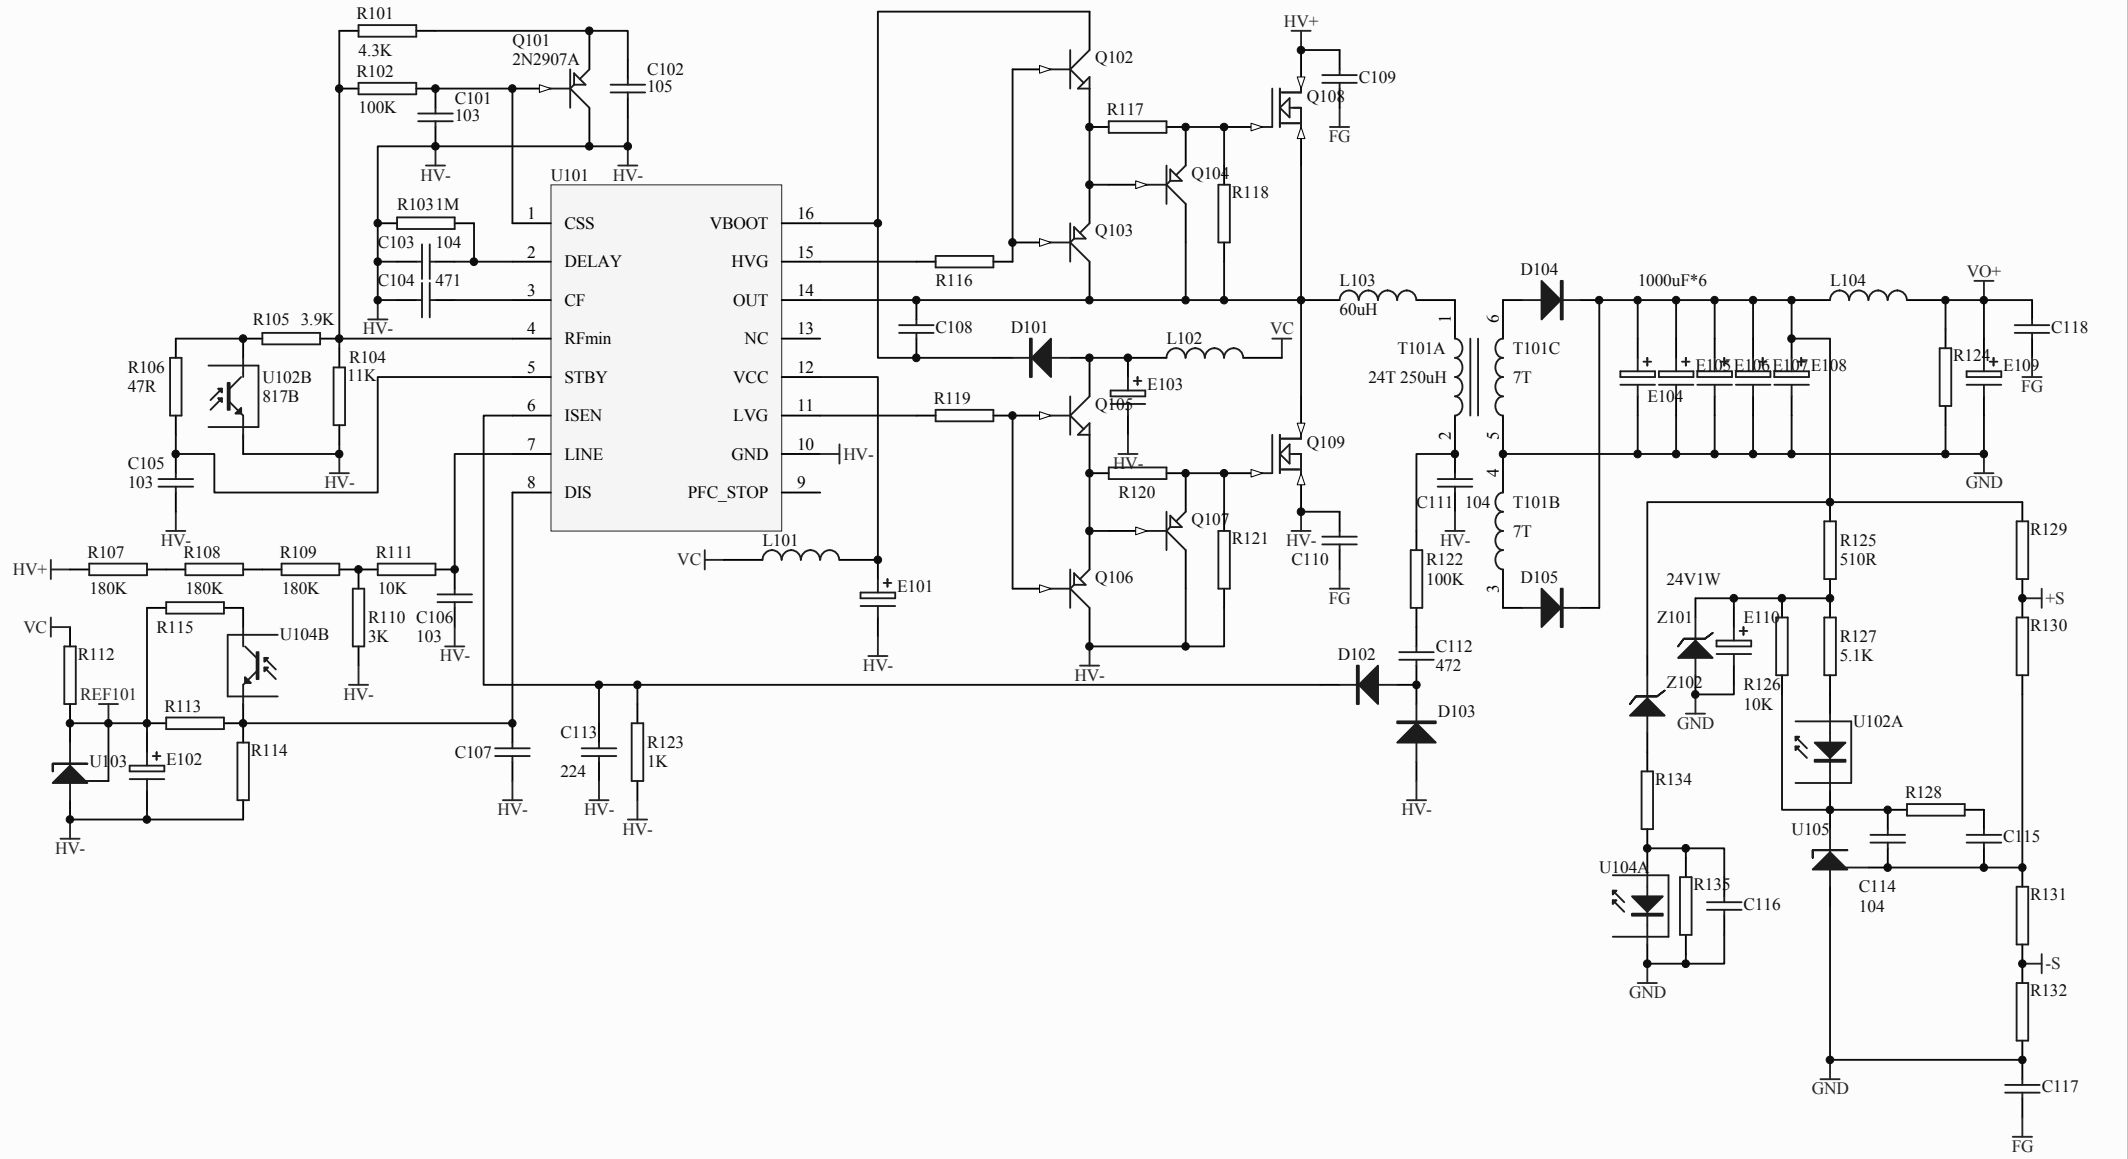 R101
4.3K
R102
100K
C101
103
Q101
2N2907A
C102
105
HV-
HV-
R1031M
C103 104
C104 471
HV-
R105 3.9K
R106
47R
U102B
817B
R104
11K
C105
103
HV-
HV-
U101
1 CSS
2 DELAY
3 CF
4 RFmin
5 STBY
6 ISEN
7 LINE
8 DIS
VBOOT 16
HVG 15
OUT 14
NC 13
VCC 12
LVG 11
GND 10
PFC_STOP 9
HV-
HV+
R107
180K
R108
180K
R109
180K
R111
10K
R110
3K
C106
103
HV-
HV-
VC
R112
R115
U104B
REF101
R113
R114
U103
E102
HV-
C107
HV-
C113
224
HV-
R123
1K
HV-
VC
L101
E101
HV-
R116
C108
D101
L102
VC
E103
HV-
R119
Q102
Q103
R117
Q104
R118
Q105
R120
Q106
Q107
R121
HV-
HV+
Q108
C109
FG
Q109
HV-
C110
FG
L103
60uH
1
T101A
24T 250uH
2
C111 104
HV-
R122
100K
C112
472
D102
D103
HV-
D104
6
T101C
7T
5
4
T101B
7T
3
D105
1000uF*6
E104
E105
E106
E107
E108
L104
VO+
R124
E109
C118
FG
GND
R125
510R
R129
+S
R130
24V1W
Z101
E110
R127
5.1K
R126
10K
GND
Z102
U102A
R134
R128
U105
C115
C114
104
R131
-S
R132
U104A
R135
C116
GND
GND
C117
FG